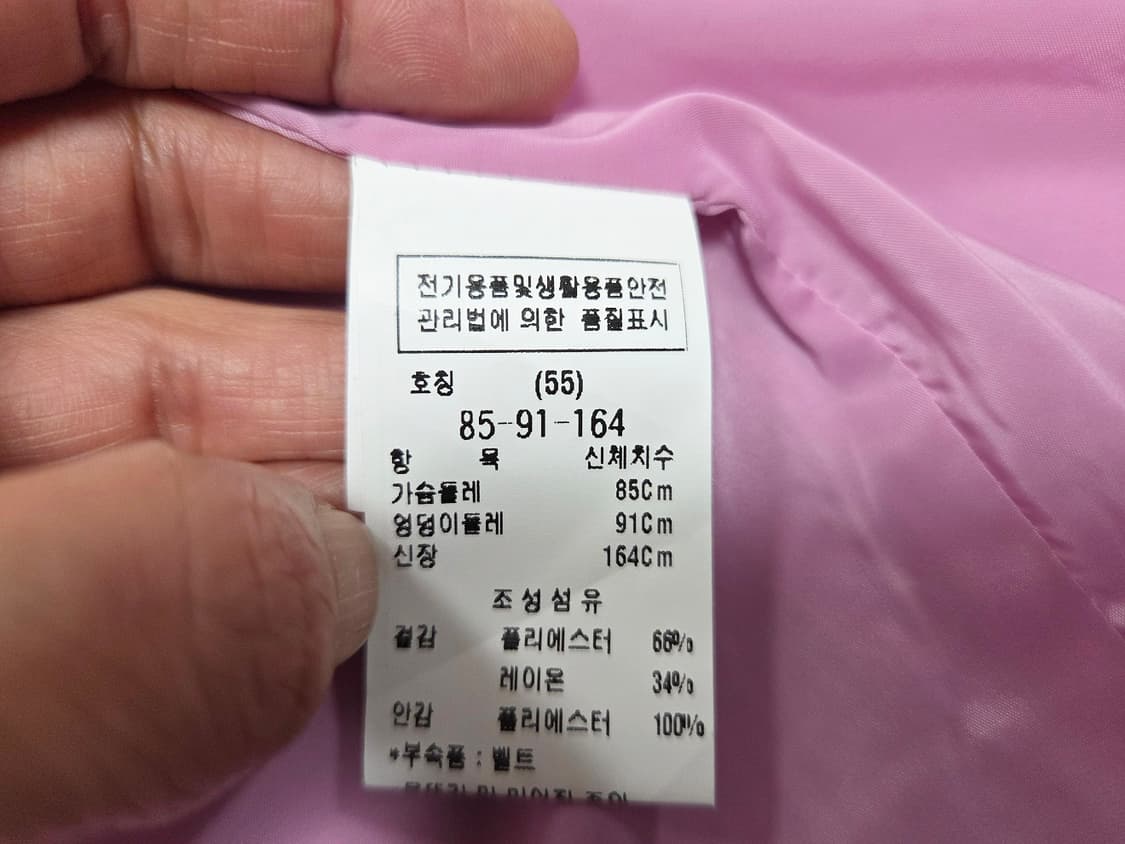 전기용품및생활용품안전
관리법에 의한 품질표시
호칭 (55)
85-91-164
항 목 신체치수
가슴둘레 85Cm
엉덩이둘레 91Cm
신장 164Cm
조성섬유
겉감 폴리에스터 66%
레이온 34%
안감 폴리에스터 100%
*부속품 : 벨트